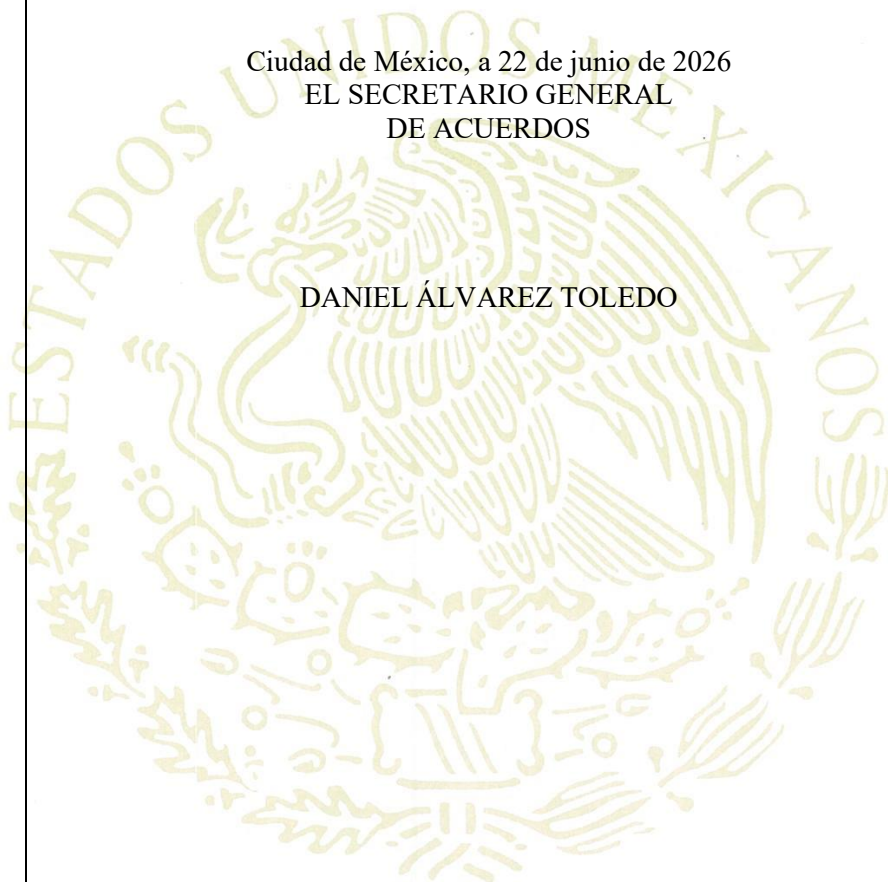 Ciudad de México, a 22 de junio de 2026
EL SECRETARIO GENERAL
DE ACUERDOS
DANIEL ÁLVAREZ TOLEDO
ESTADOS UNIDOS MEXICANOS